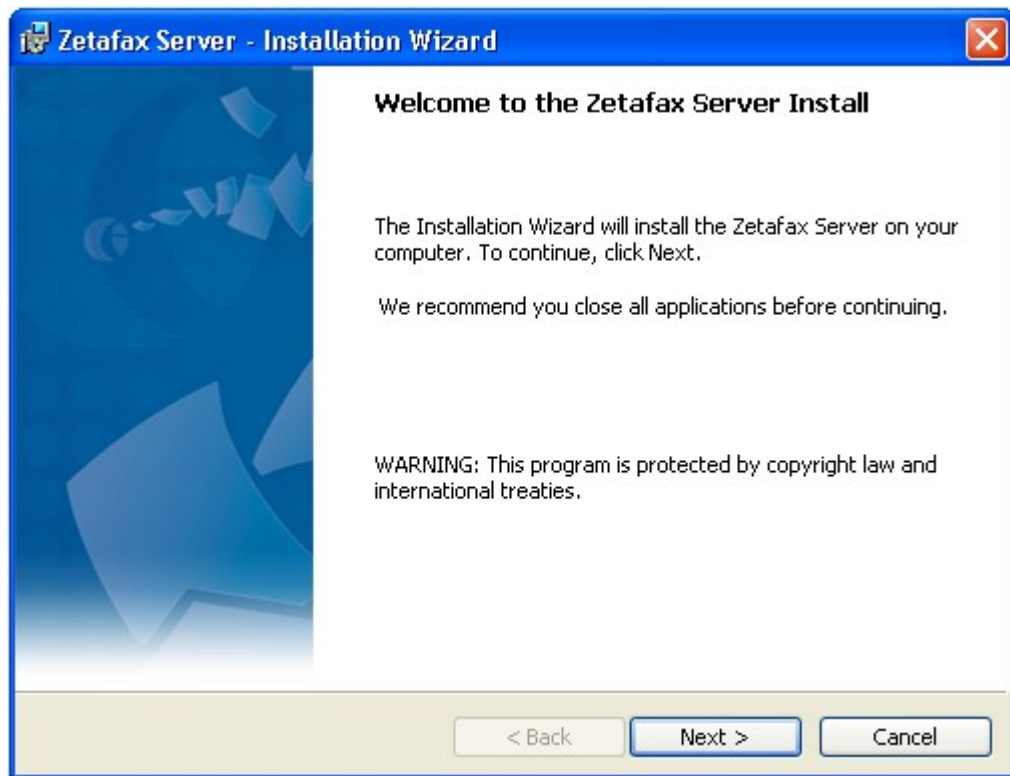 Zetafax Server - Installation Wizard
Welcome to the Zetafax Server Install
The Installation Wizard will install the Zetafax Server on your
computer. To continue, click Next.
We recommend you close all applications before continuing.
WARNING: This program is protected by copyright law and
international treaties.
< Back Next > Cancel